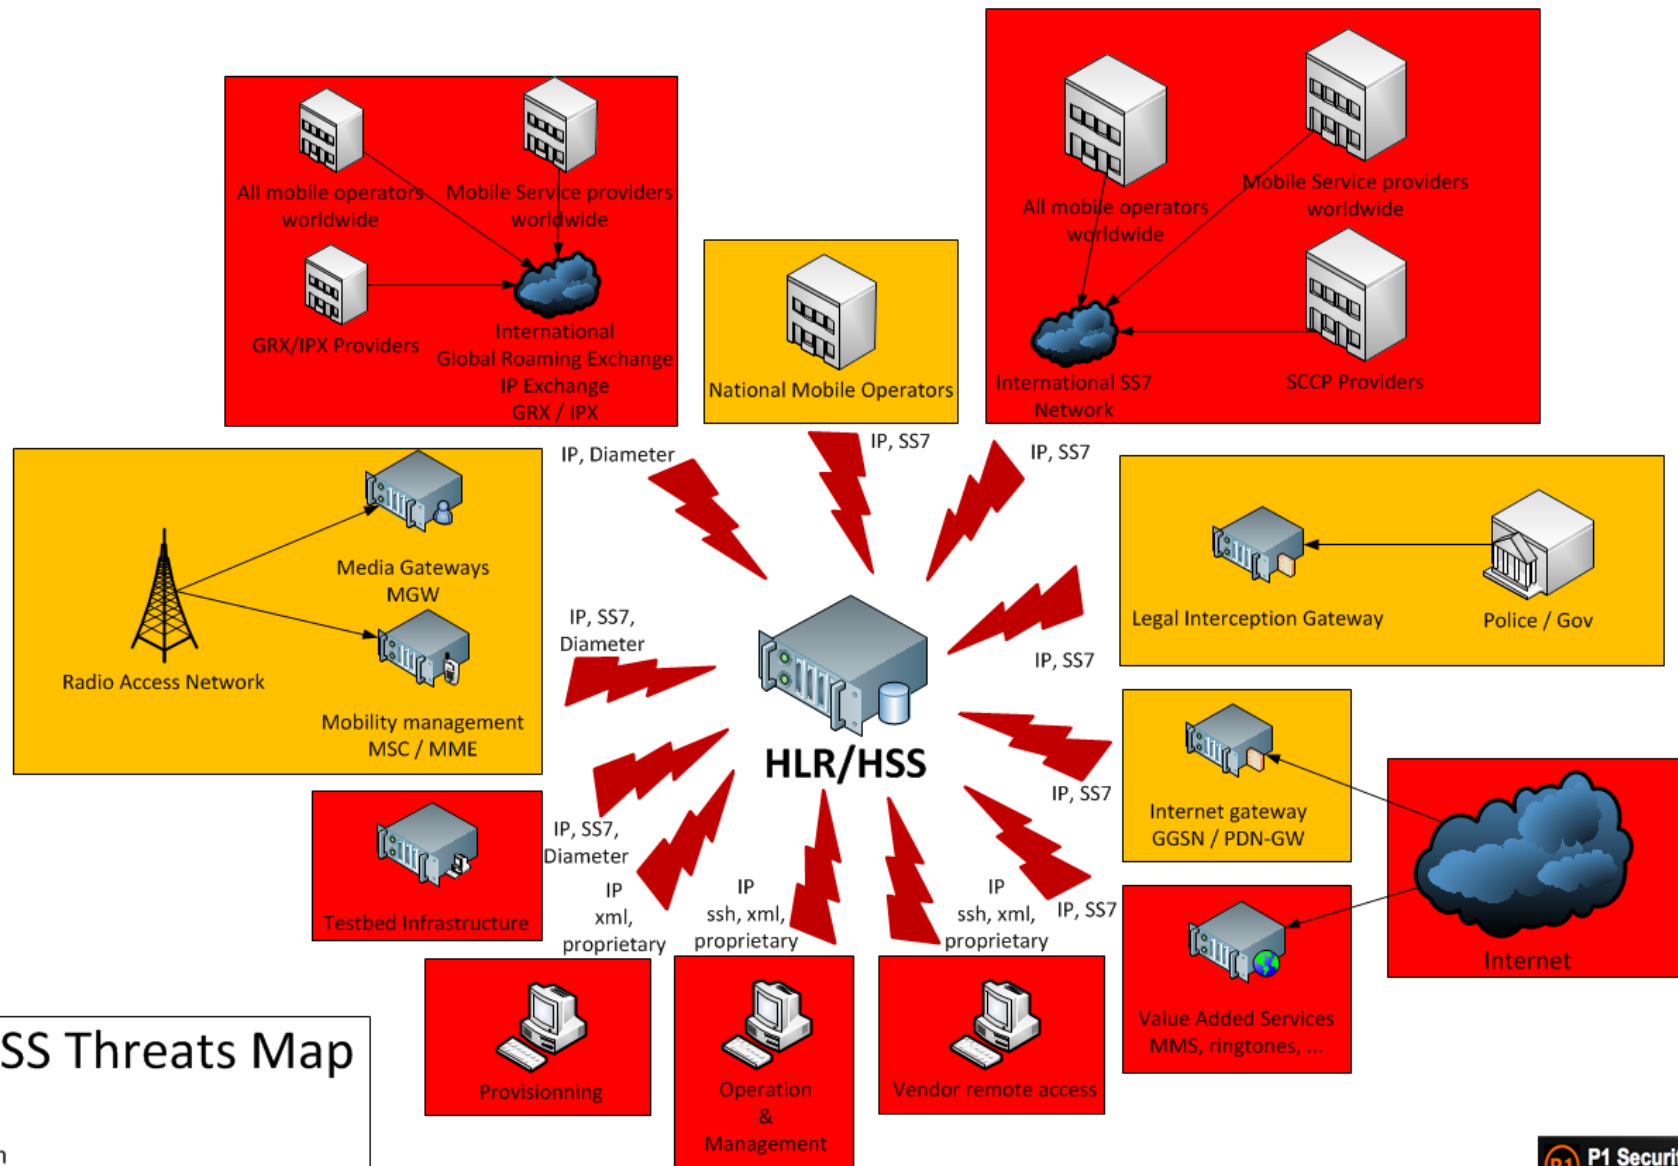 All mobile operators
worldwide
Mobile Service providers
worldwide
GRX/IPX Providers
International
Global Roaming Exchange
IP Exchange
GRX / IPX
National Mobile Operators
All mobile operators
worldwide
Mobile Service providers
worldwide
International SS7
Network
SCCP Providers
IP, Diameter
IP, SS7
IP, SS7
Media Gateways
MGW
Radio Access Network
Mobility management
MSC / MME
IP, SS7,
Diameter
HLR/HSS
IP, SS7
Legal Interception Gateway
Police / Gov
Internet gateway
GGSN / PDN-GW
IP, SS7
Internet
Testbed Infrastructure
IP, SS7,
Diameter
IP
xml,
proprietary
IP
ssh, xml,
proprietary
IP
ssh, xml,
proprietary
IP, SS7
Value Added Services
MMS, ringtones, ...
Provisionning
Operation
&
Management
Vendor remote access
SS Threats Map
n
P1 Securi